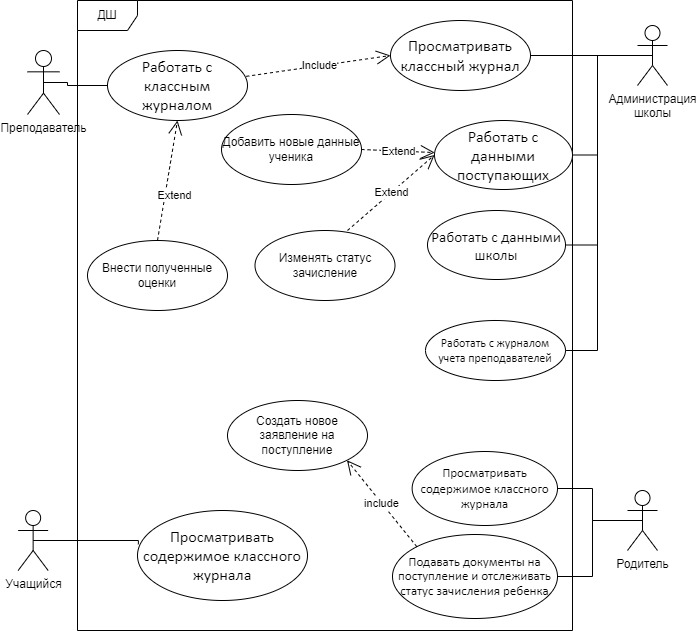 ДШ
Просматривать
классный журнал
Include
Работать с
классным
журналом
Преподаватель
Администрация
школы
Добавить новые данные
ученика
Extend
Работать с
данными
поступающих
Extend
Extend
Изменять статус
зачисление
Работать с данными
школы
Внести полученные
оценки
Работать с журналом
учета преподавателей
Создать новое
заявление на
поступление
Просматривать
содержимое классного
журнала
include
Просматривать
содержимое классного
журнала
Учащийся
Подавать документы на
поступление и отслеживать
статус зачисления ребенка
Родитель